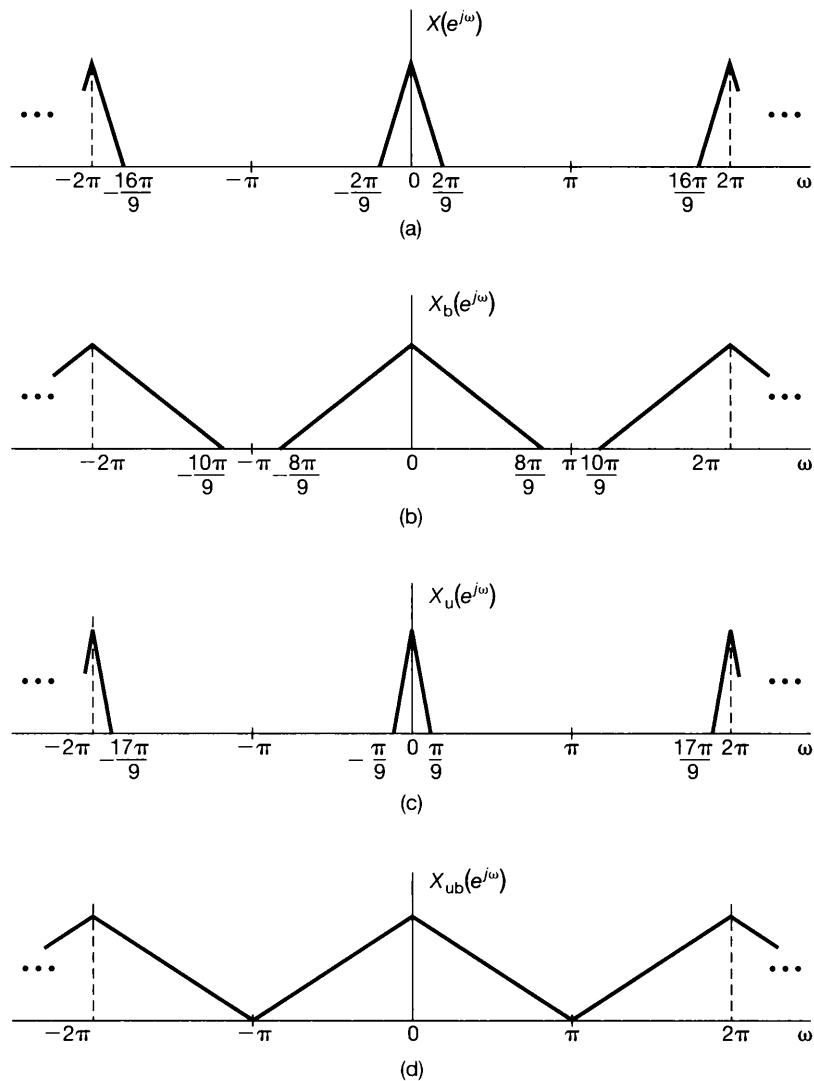 X(e^{jω})
−2π −16π/9 −π −2π/9 0 2π/9 π 16π/9 2π ω
(a)
X_b(e^{jω})
−2π −10π/9 −π −8π/9 0 8π/9 π 10π/9 2π ω
(b)
X_u(e^{jω})
−2π −17π/9 −π −π/9 0 π/9 π 17π/9 2π ω
(c)
X_{ub}(e^{jω})
−2π −π 0 π 2π ω
(d)